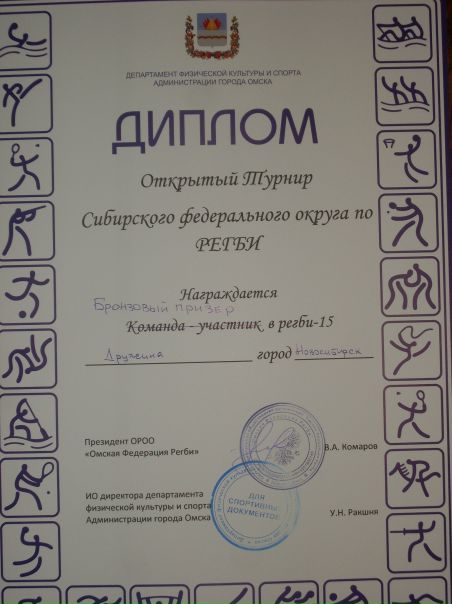 ДЕПАРТАМЕНТ ФИЗИЧЕСКОЙ КУЛЬТУРЫ И СПОРТА
АДМИНИСТРАЦИИ ГОРОДА ОМСКА
ДИПЛОМ
Открытый Турнир
Сибирского федерального округа по
РЕГБИ
Награждается
Бронзовый призёр
Команда - участник в регби-15
Дружина город Новосибирск
Президент ОРОО
«Омская Федерация Регби»
В.А. Комаров
ИО директора департамента
физической культуры и спорта
Администрации города Омска
У.Н. Ракшня
ДЛЯ
СПОРТИВНЫХ
ДОКУМЕНТОВ